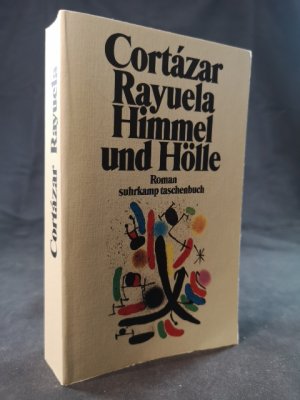 Cortázar
Rayuela
Himmel
und Hölle
Roman
suhrkamp taschenbuch
Cortázar Rayuela